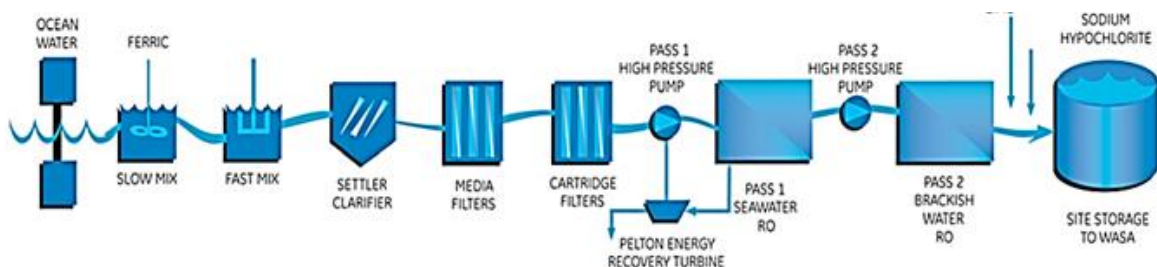 OCEAN
WATER
FERRIC
SLOW MIX
FAST MIX
SETTLER
CLARIFIER
MEDIA
FILTERS
CARTRIDGE
FILTERS
PASS 1
HIGH PRESSURE
PUMP
PELTON ENERGY
RECOVERY TURBINE
PASS 1
SEAWATER
RO
PASS 2
HIGH PRESSURE
PUMP
PASS 2
BRACKISH
WATER
RO
SODIUM
HYPOCHLORITE
SITE STORAGE
TO WASA